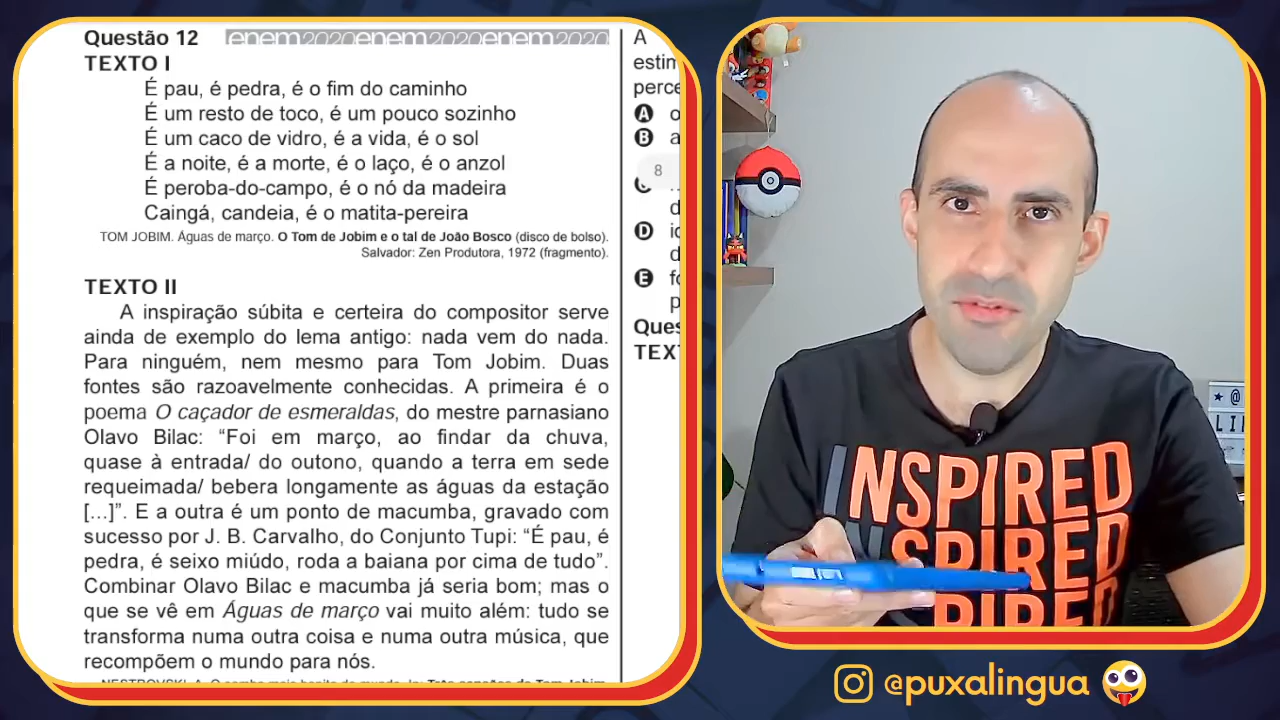 Questão 12
enem2020enem2020enem2020
TEXTO I
É pau, é pedra, é o fim do caminho
É um resto de toco, é um pouco sozinho
É um caco de vidro, é a vida, é o sol
É a noite, é a morte, é o laço, é o anzol
É peroba-do-campo, é o nó da madeira
Caingá, candeia, é o matita-pereira
TOM JOBIM. Águas de março. O Tom de Jobim e o tal de João Bosco (disco de bolso).
Salvador: Zen Produtora, 1972 (fragmento).
TEXTO II
A inspiração súbita e certeira do compositor serve
ainda de exemplo do lema antigo: nada vem do nada.
Para ninguém, nem mesmo para Tom Jobim. Duas
fontes são razoavelmente conhecidas. A primeira é o
poema O caçador de esmeraldas, do mestre parnasiano
Olavo Bilac: “Foi em março, ao findar da chuva,
quase à entrada/ do outono, quando a terra em sede
requeimada/ bebera longamente as águas da estação
[...]”. E a outra é um ponto de macumba, gravado com
sucesso por J. B. Carvalho, do Conjunto Tupi: “É pau, é
pedra, é seixo miúdo, roda a baiana por cima de tudo”.
Combinar Olavo Bilac e macumba já seria bom; mas o
que se vê em Águas de março vai muito além: tudo se
transforma numa outra coisa e numa outra música, que
recompõem o mundo para nós.
A
estim
perce
A o
B a
8
d
D ic
d
E fo
p
Ques
TEXT
INSPIRED
@
LI
@puxalingua